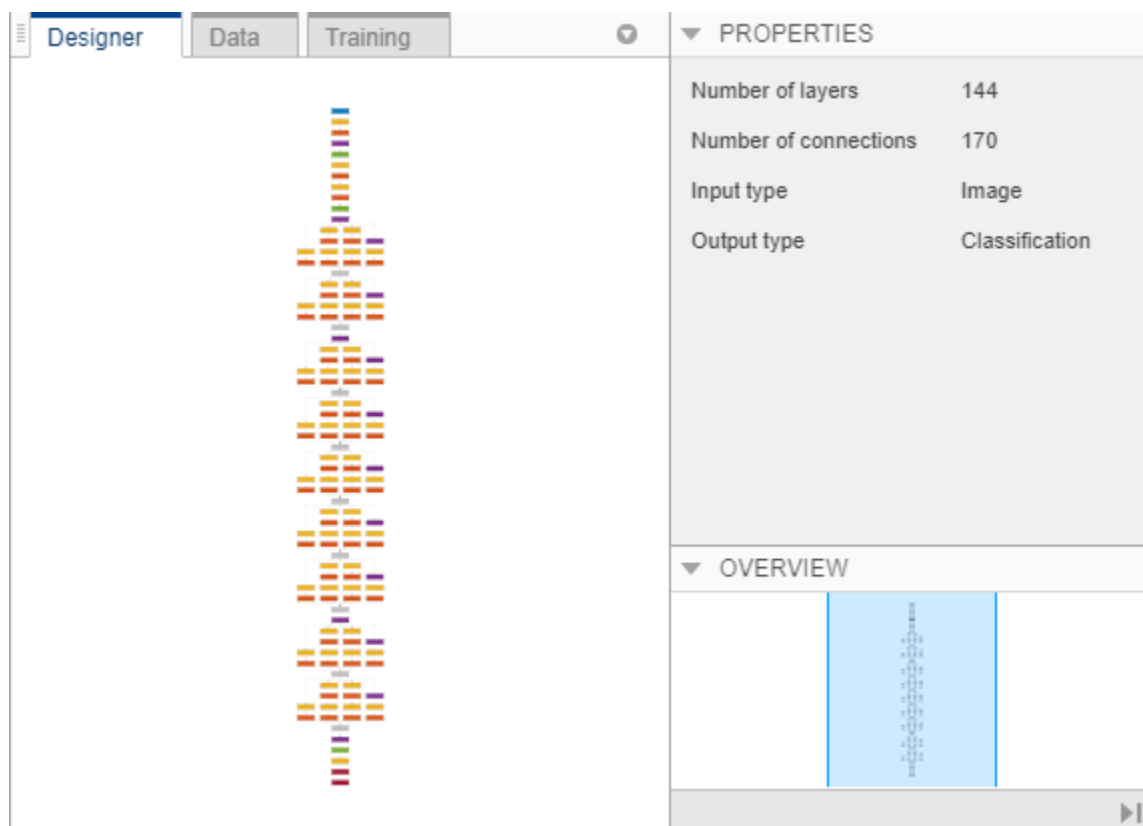 Designer
Data
Training
PROPERTIES
Number of layers 144
Number of connections 170
Input type Image
Output type Classification
OVERVIEW